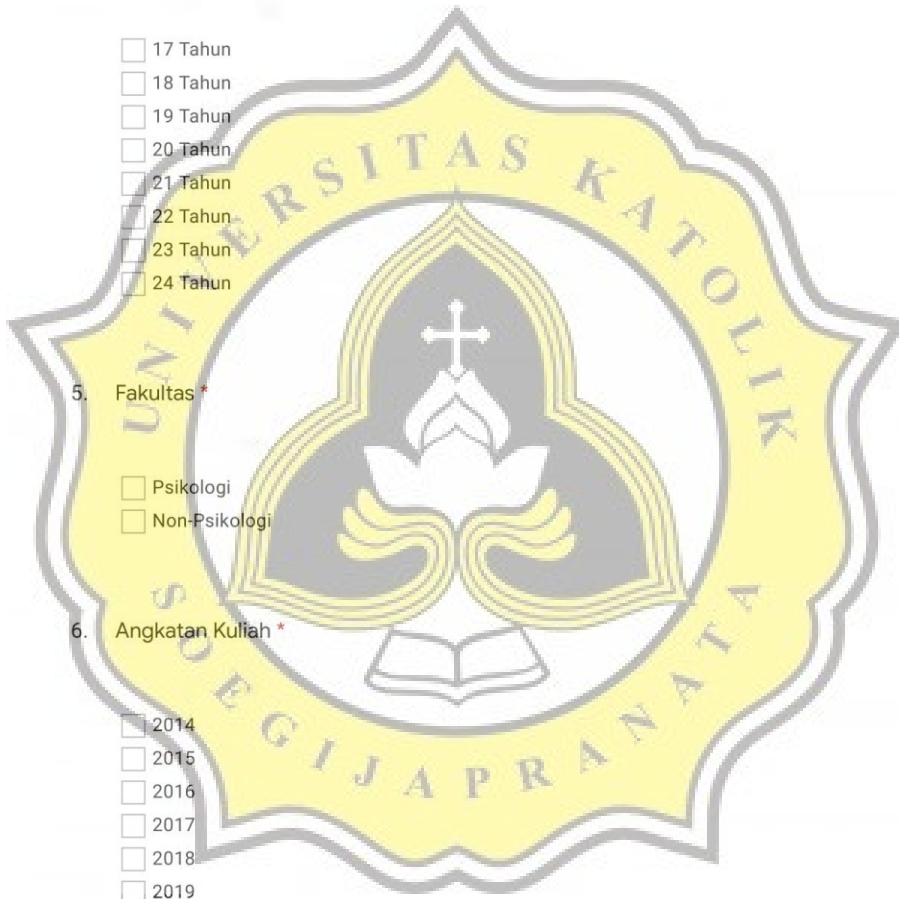 17 Tahun
18 Tahun
19 Tahun
20 Tahun
21 Tahun
22 Tahun
23 Tahun
24 Tahun
5. Fakultas *
Psikologi
Non-Psikologi
6. Angkatan Kuliah *
2014
2015
2016
2017
2018
2019
UNIVERSITAS KATOLIK
SOEGIJAPRANATA